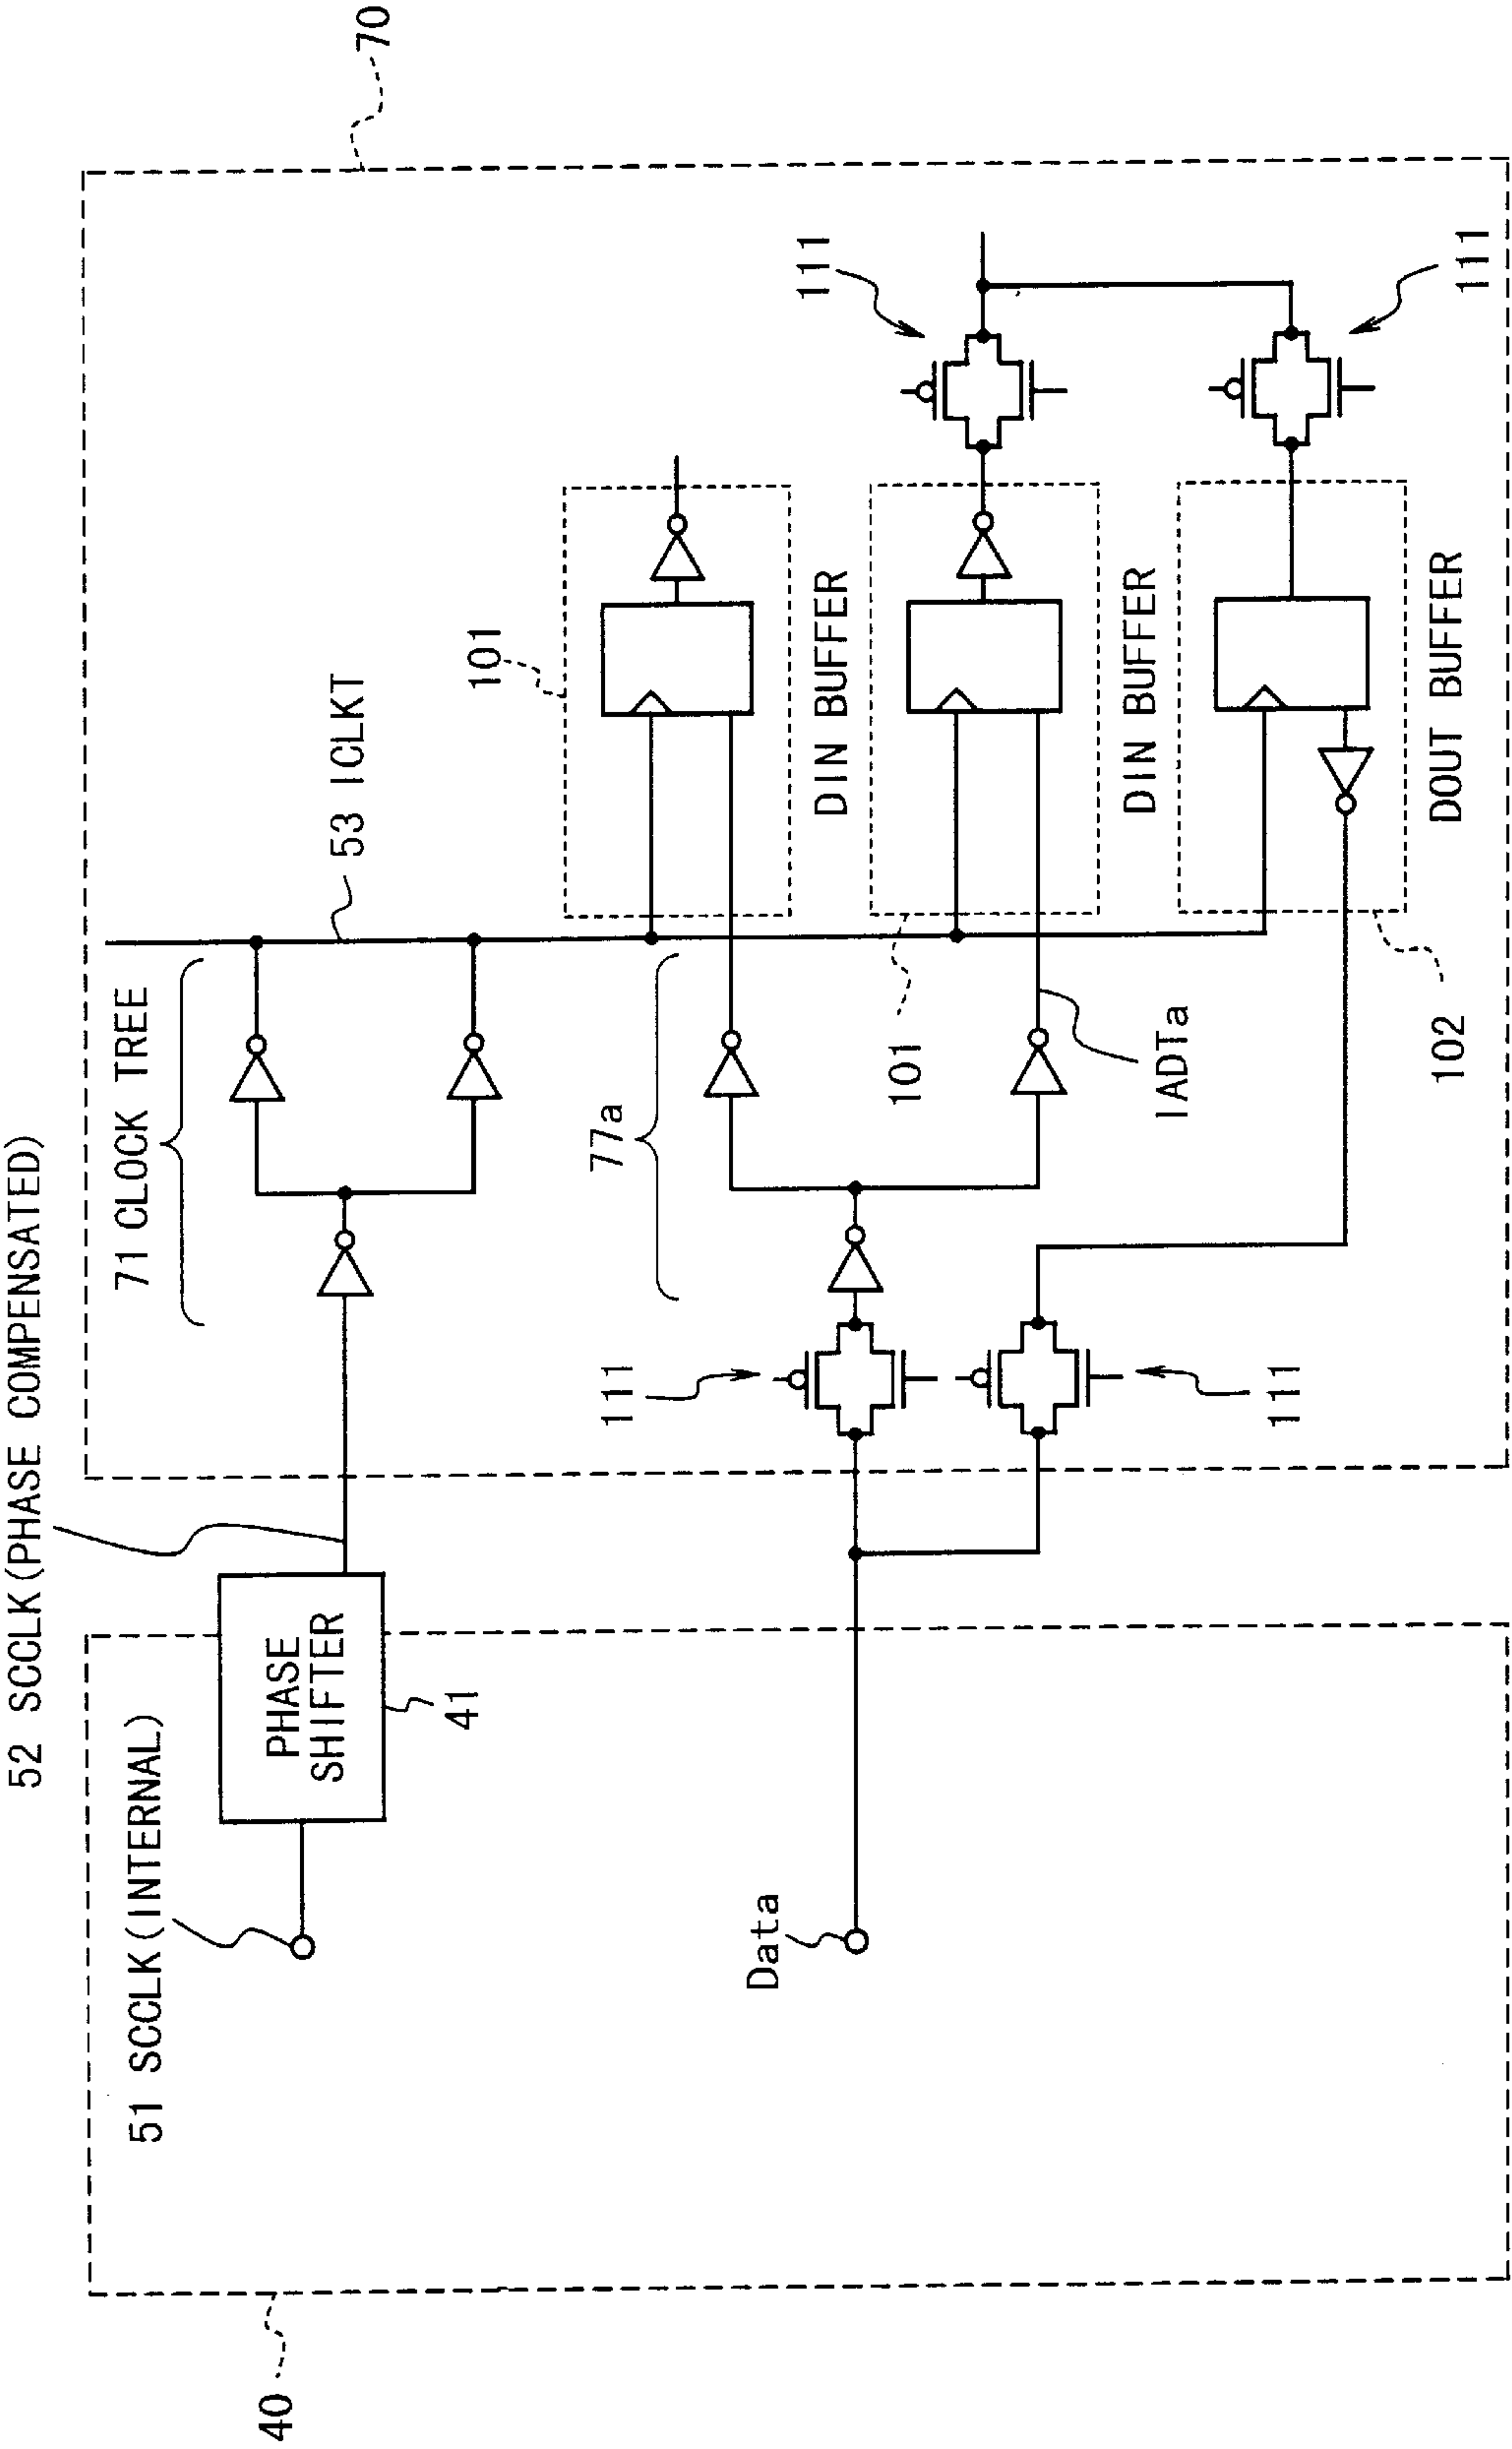 52 SCCLK(PHASE COMPENSATED)
51 SCCLK(INTERNAL)
71 CLOCK TREE
40
PHASE
SHIFTER
41
53 ICLKT
70
101
77a
DIN BUFFER
111
111
Data
101
DIN BUFFER
IADTa
111
111
102
DOUT BUFFER